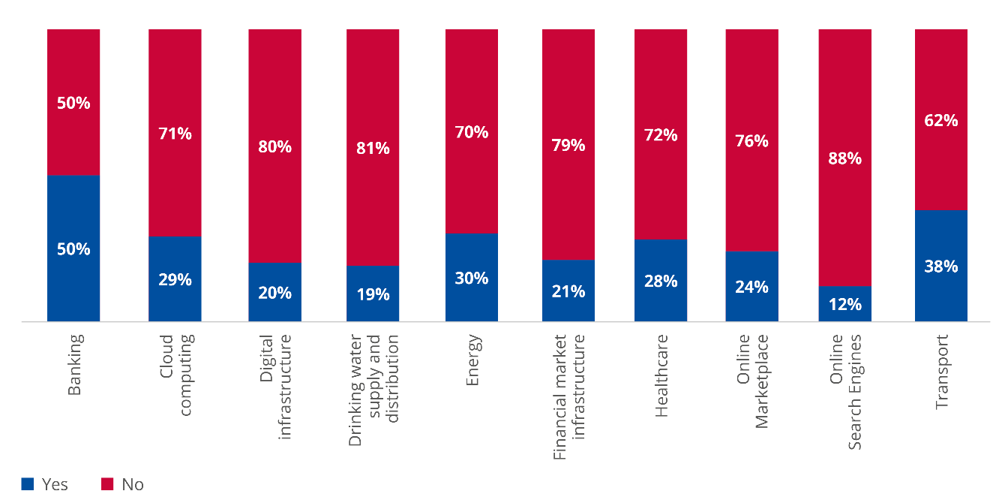 50%
71%
80%
81%
70%
79%
72%
76%
88%
62%
50%
29%
20%
19%
30%
21%
28%
24%
12%
38%
Banking
Cloud
computing
Digital
infrastructure
Drinking water
supply and
distribution
Energy
Financial market
infrastructure
Healthcare
Online
Marketplace
Online
Search Engines
Transport
Yes
No